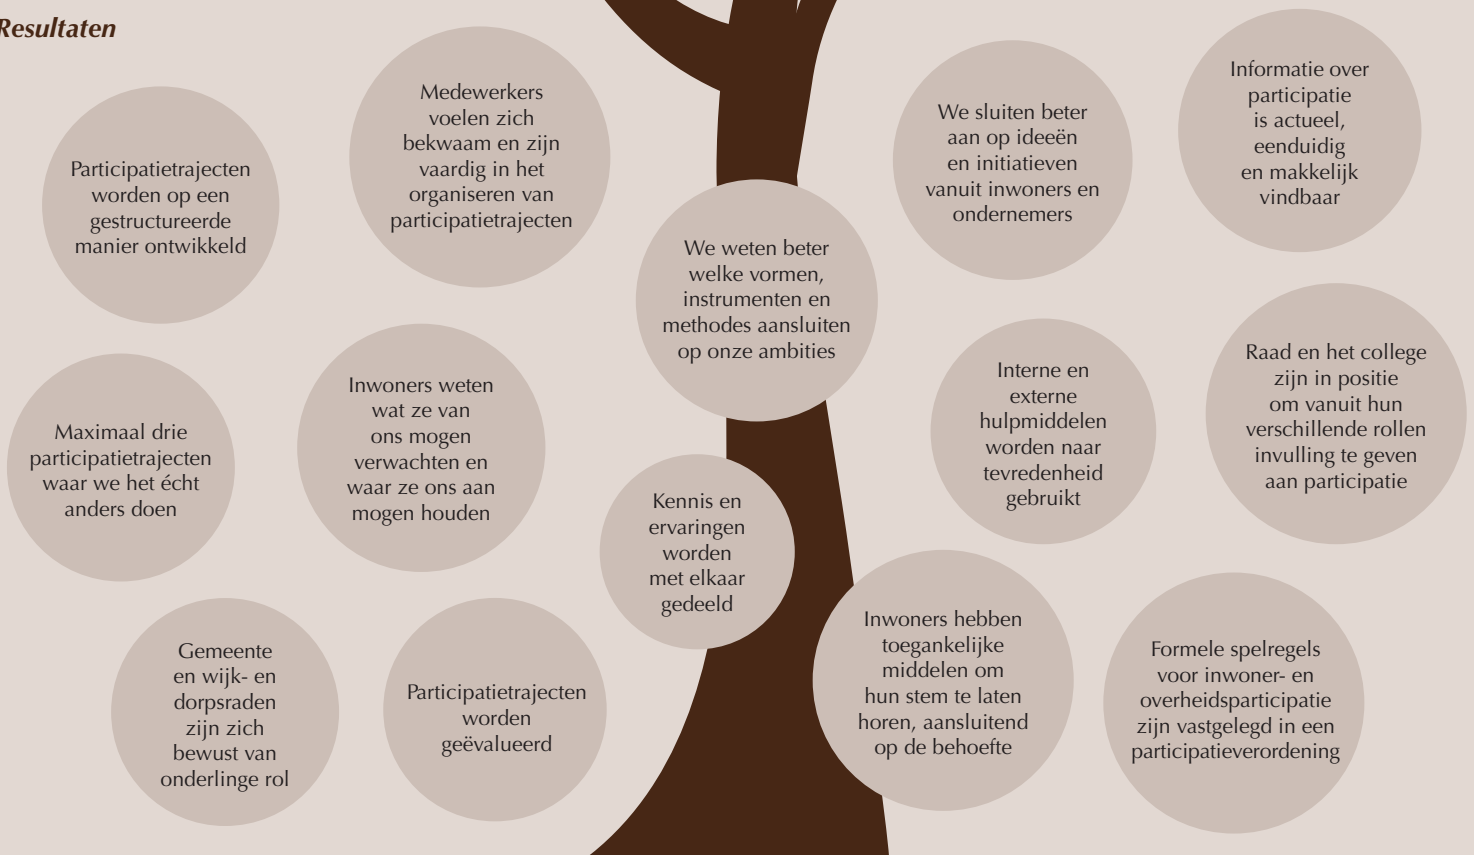 Resultaten
Participatietrajecten
worden op een
gestructureerde
manier ontwikkeld
Medewerkers
voelen zich
bekwaam en zijn
vaardig in het
organiseren van
participatietrajecten
We weten beter
welke vormen,
instrumenten en
methodes aansluiten
op onze ambities
We sluiten beter
aan op ideeën
en initiatieven
vanuit inwoners en
ondernemers
Informatie over
participatie
is actueel,
eenduidig
en makkelijk
vindbaar
Maximaal drie
participatietrajecten
waar we het écht
anders doen
Inwoners weten
wat ze van
ons mogen
verwachten en
waar ze ons aan
mogen houden
Kennis en
ervaringen
worden
met elkaar
gedeeld
Interne en
externe
hulpmiddelen
worden naar
tevredenheid
gebruikt
Raad en het college
zijn in positie
om vanuit hun
verschillende rollen
invulling te geven
aan participatie
Gemeente
en wijk- en
dorpsraden
zijn zich
bewust van
onderlinge rol
Participatietrajecten
worden
geëvalueerd
Inwoners hebben
toegankelijke
middelen om
hun stem te laten
horen, aansluitend
op de behoefte
Formele spelregels
voor inwoner- en
overheidsparticipatie
zijn vastgelegd in een
participatieverordening